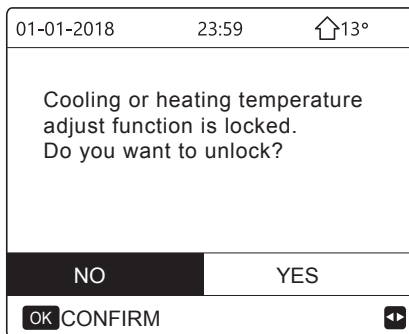 01-01-2018 23:59 13°
Cooling or heating temperature
adjust function is locked.
Do you want to unlock?
NO YES
OK CONFIRM